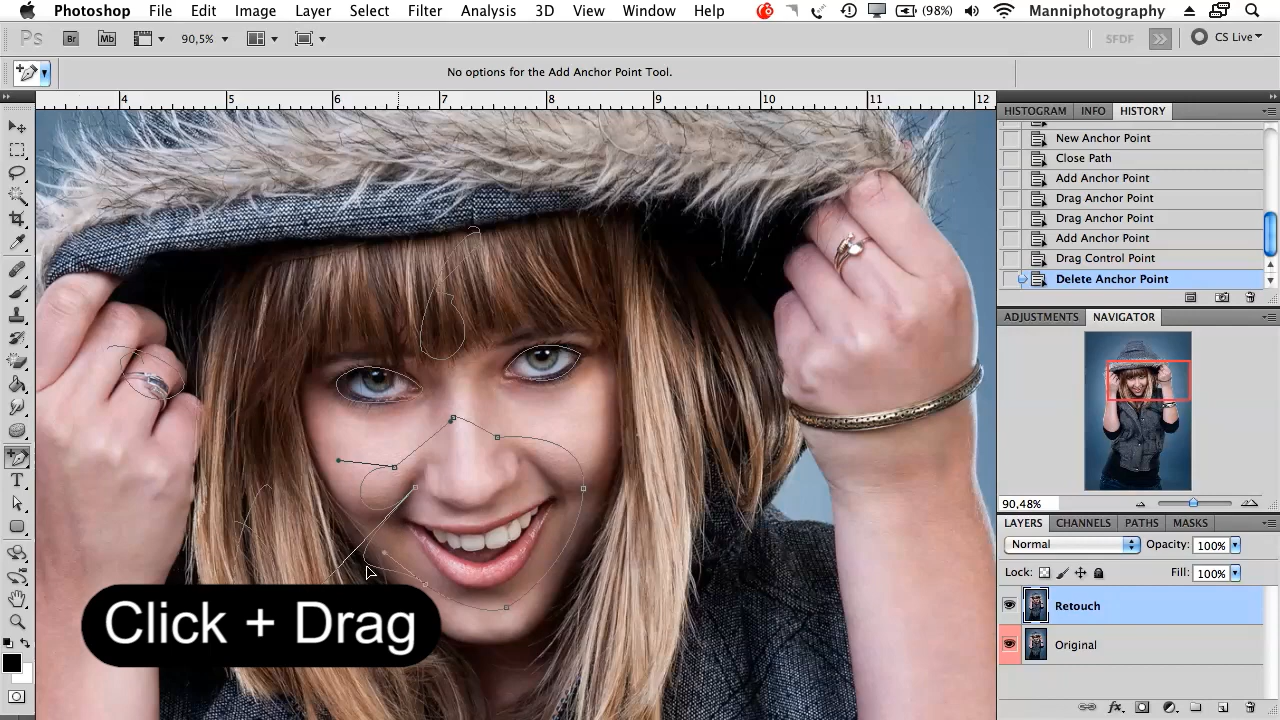 Photoshop File Edit Image Layer Select Filter Analysis 3D View Window Help (98%) Manniphotography
Ps Br Mb 90,5% SFDF CS Live
No options for the Add Anchor Point Tool.
4 5 6 7 8 9 10 11 12
HISTOGRAM INFO HISTORY
New Anchor Point
Close Path
Add Anchor Point
Drag Anchor Point
Drag Anchor Point
Add Anchor Point
Drag Control Point
Delete Anchor Point
ADJUSTMENTS NAVIGATOR
90,48%
LAYERS CHANNELS PATHS MASKS
Normal Opacity: 100%
Lock: Fill: 100%
Retouch
Original
T
fx
Click + Drag